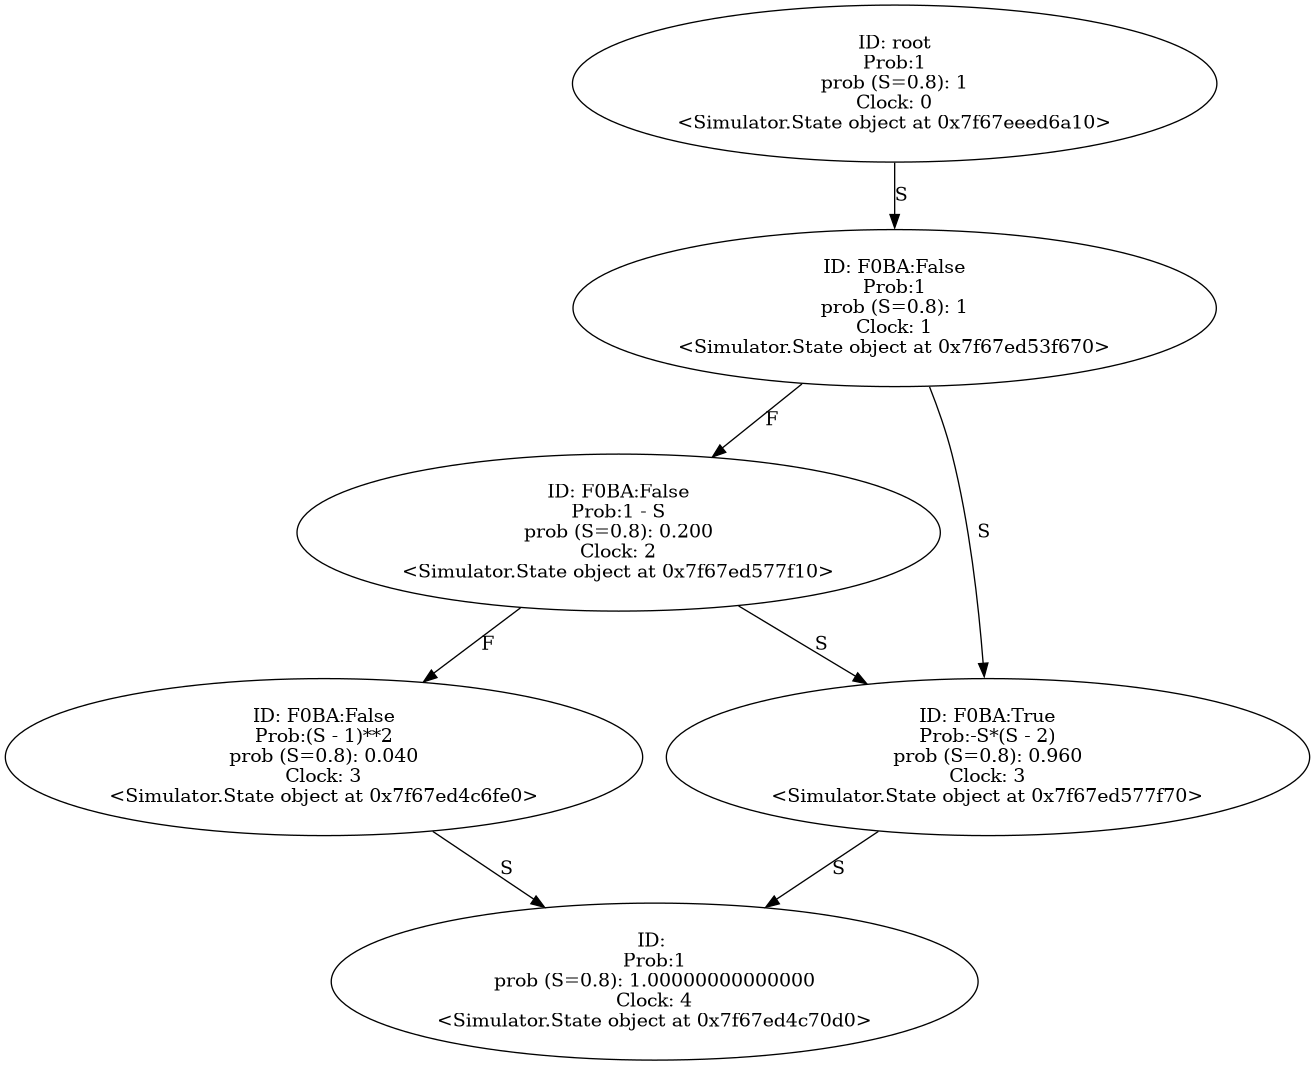 ID: root
Prob:1
prob (S=0.8): 1
Clock: 0
<Simulator.State object at 0x7f67eeed6a10>
S
ID: F0BA:False
Prob:1
prob (S=0.8): 1
Clock: 1
<Simulator.State object at 0x7f67ed53f670>
F
S
ID: F0BA:False
Prob:1 - S
prob (S=0.8): 0.200
Clock: 2
<Simulator.State object at 0x7f67ed577f10>
F
S
ID: F0BA:False
Prob:(S - 1)**2
prob (S=0.8): 0.040
Clock: 3
<Simulator.State object at 0x7f67ed4c6fe0>
ID: F0BA:True
Prob:-S*(S - 2)
prob (S=0.8): 0.960
Clock: 3
<Simulator.State object at 0x7f67ed577f70>
S
S
ID:
Prob:1
prob (S=0.8): 1.00000000000000
Clock: 4
<Simulator.State object at 0x7f67ed4c70d0>